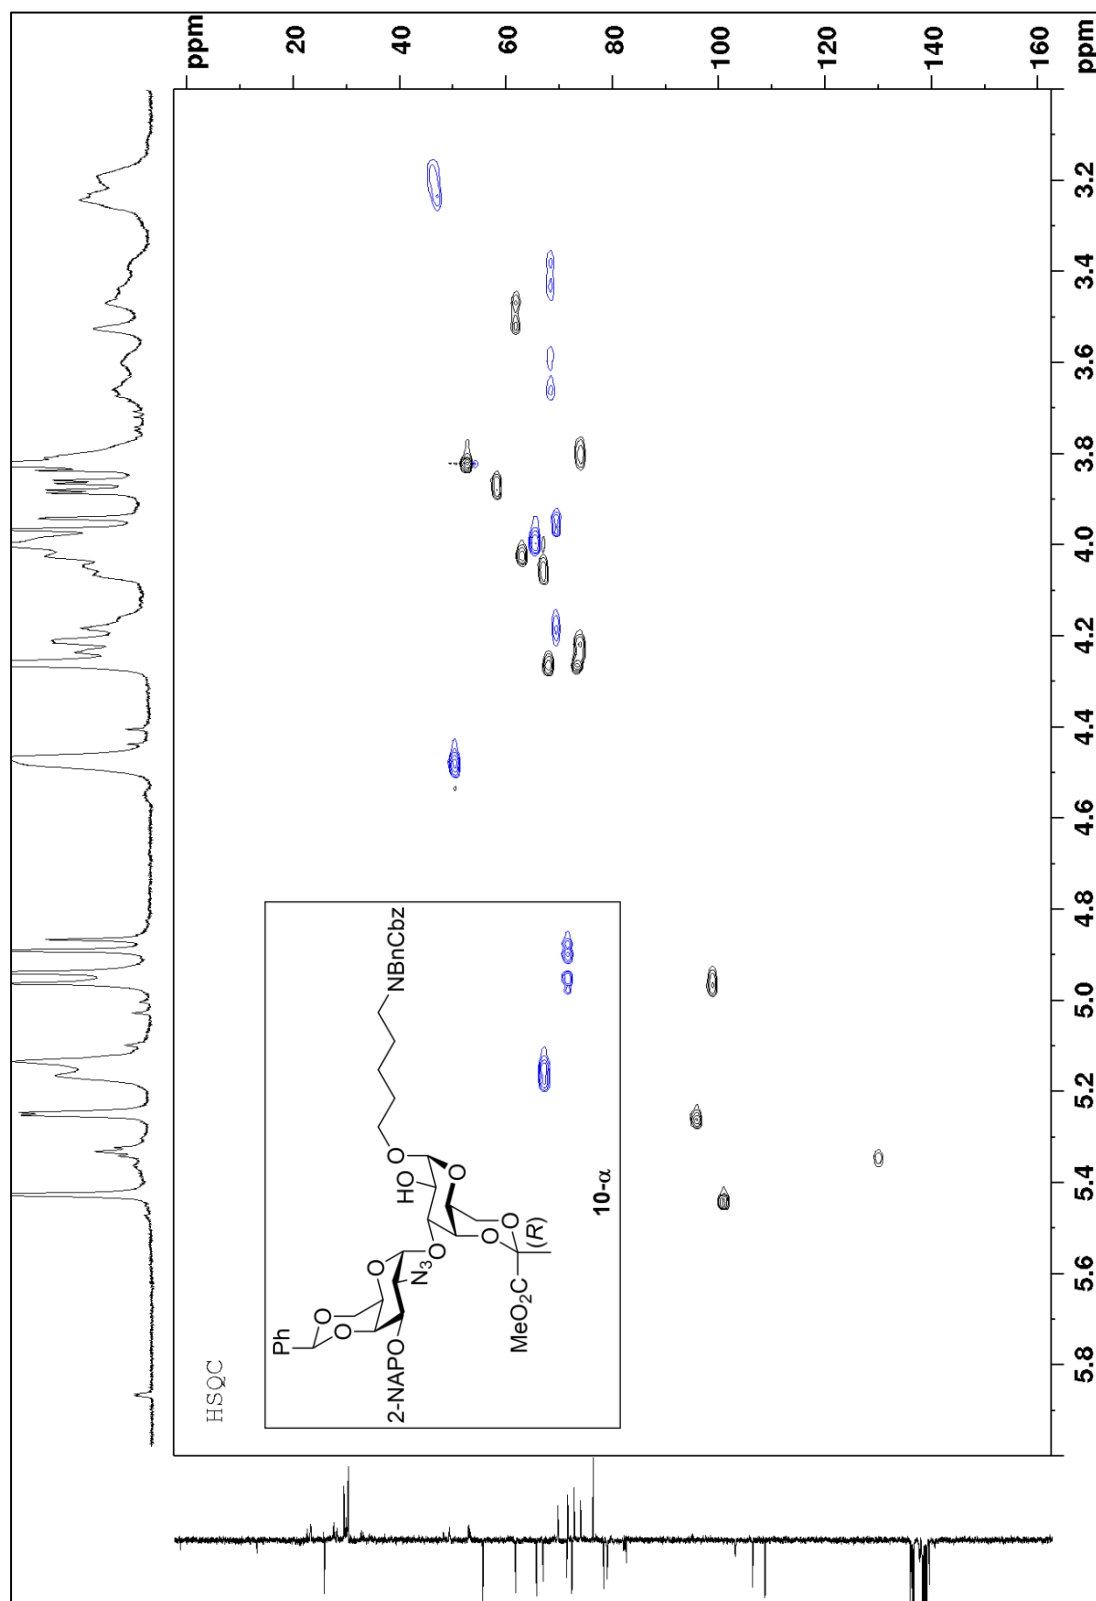 HSQC
Ph
O
O
O
2-NAPO
N3
O
HO
O
O
O
O
(R)
MeO2C
NBnCbz
10-α
ppm
20
40
60
80
100
120
140
160
ppm
3.2
3.4
3.6
3.8
4.0
4.2
4.4
4.6
4.8
5.0
5.2
5.4
5.6
5.8